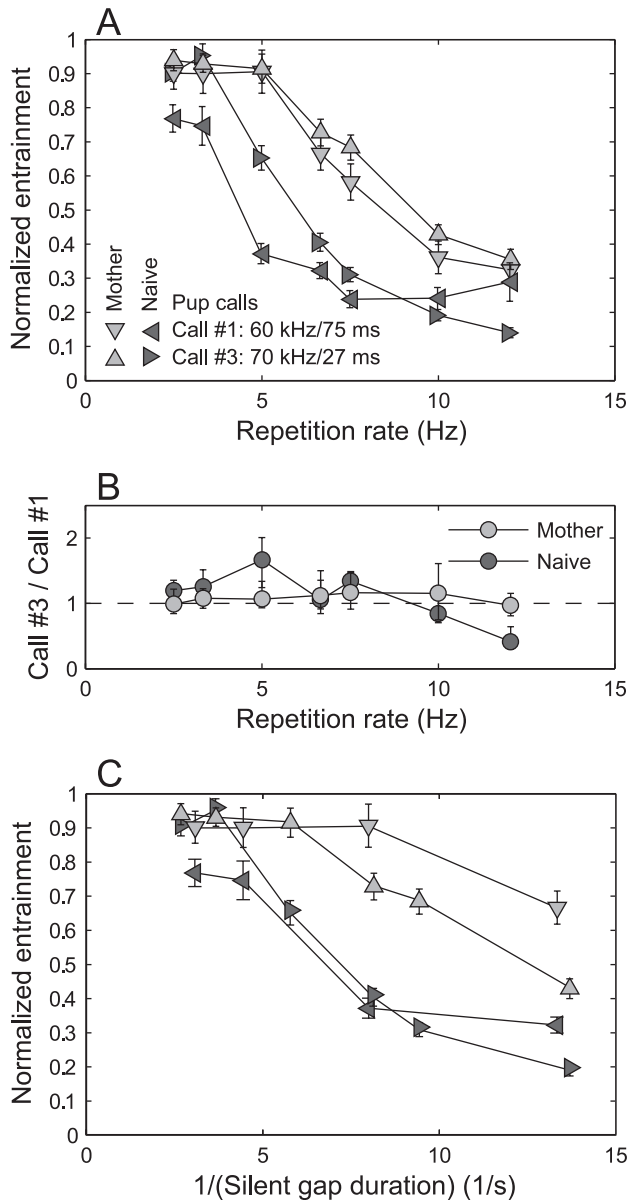 A
Normalized entrainment
1
0.9
0.8
0.7
0.6
0.5
0.4
0.3
0.2
0.1
0
Mother
Naive
Pup calls
Call #1: 60 kHz/75 ms
Call #3: 70 kHz/27 ms
0
5
10
15
Repetition rate (Hz)
B
Call #3 / Call #1
2
1
0
Mother
Naive
0
5
10
15
Repetition rate (Hz)
C
Normalized entrainment
1
0.9
0.8
0.7
0.6
0.5
0.4
0.3
0.2
0.1
0
0
5
10
15
1/(Silent gap duration) (1/s)